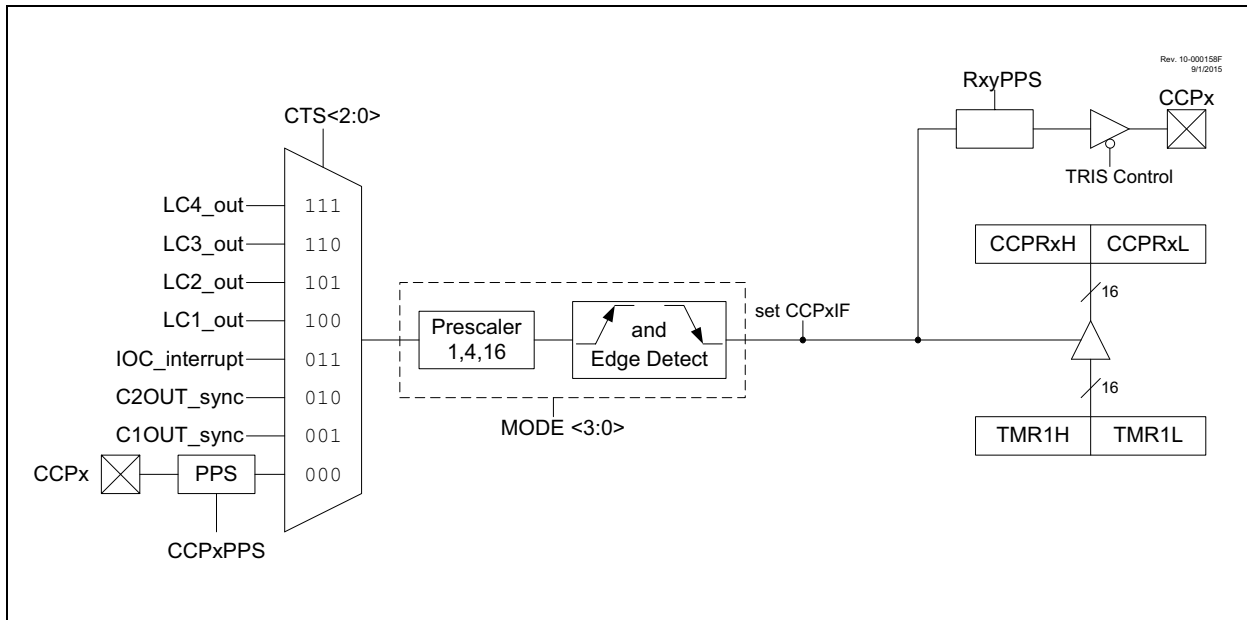 Rev. 10-000158F
9/1/2015
RxyPPS
CCPx
CTS<2:0>
TRIS Control
LC4_out
111
LC3_out
110
CCPRxH
CCPRxL
LC2_out
101
16
LC1_out
100
Prescaler
1,4,16
and
Edge Detect
set CCPxIF
IOC_interrupt
011
C2OUT_sync
010
16
MODE <3:0>
C1OUT_sync
001
TMR1H
TMR1L
CCPx
PPS
000
CCPxPPS